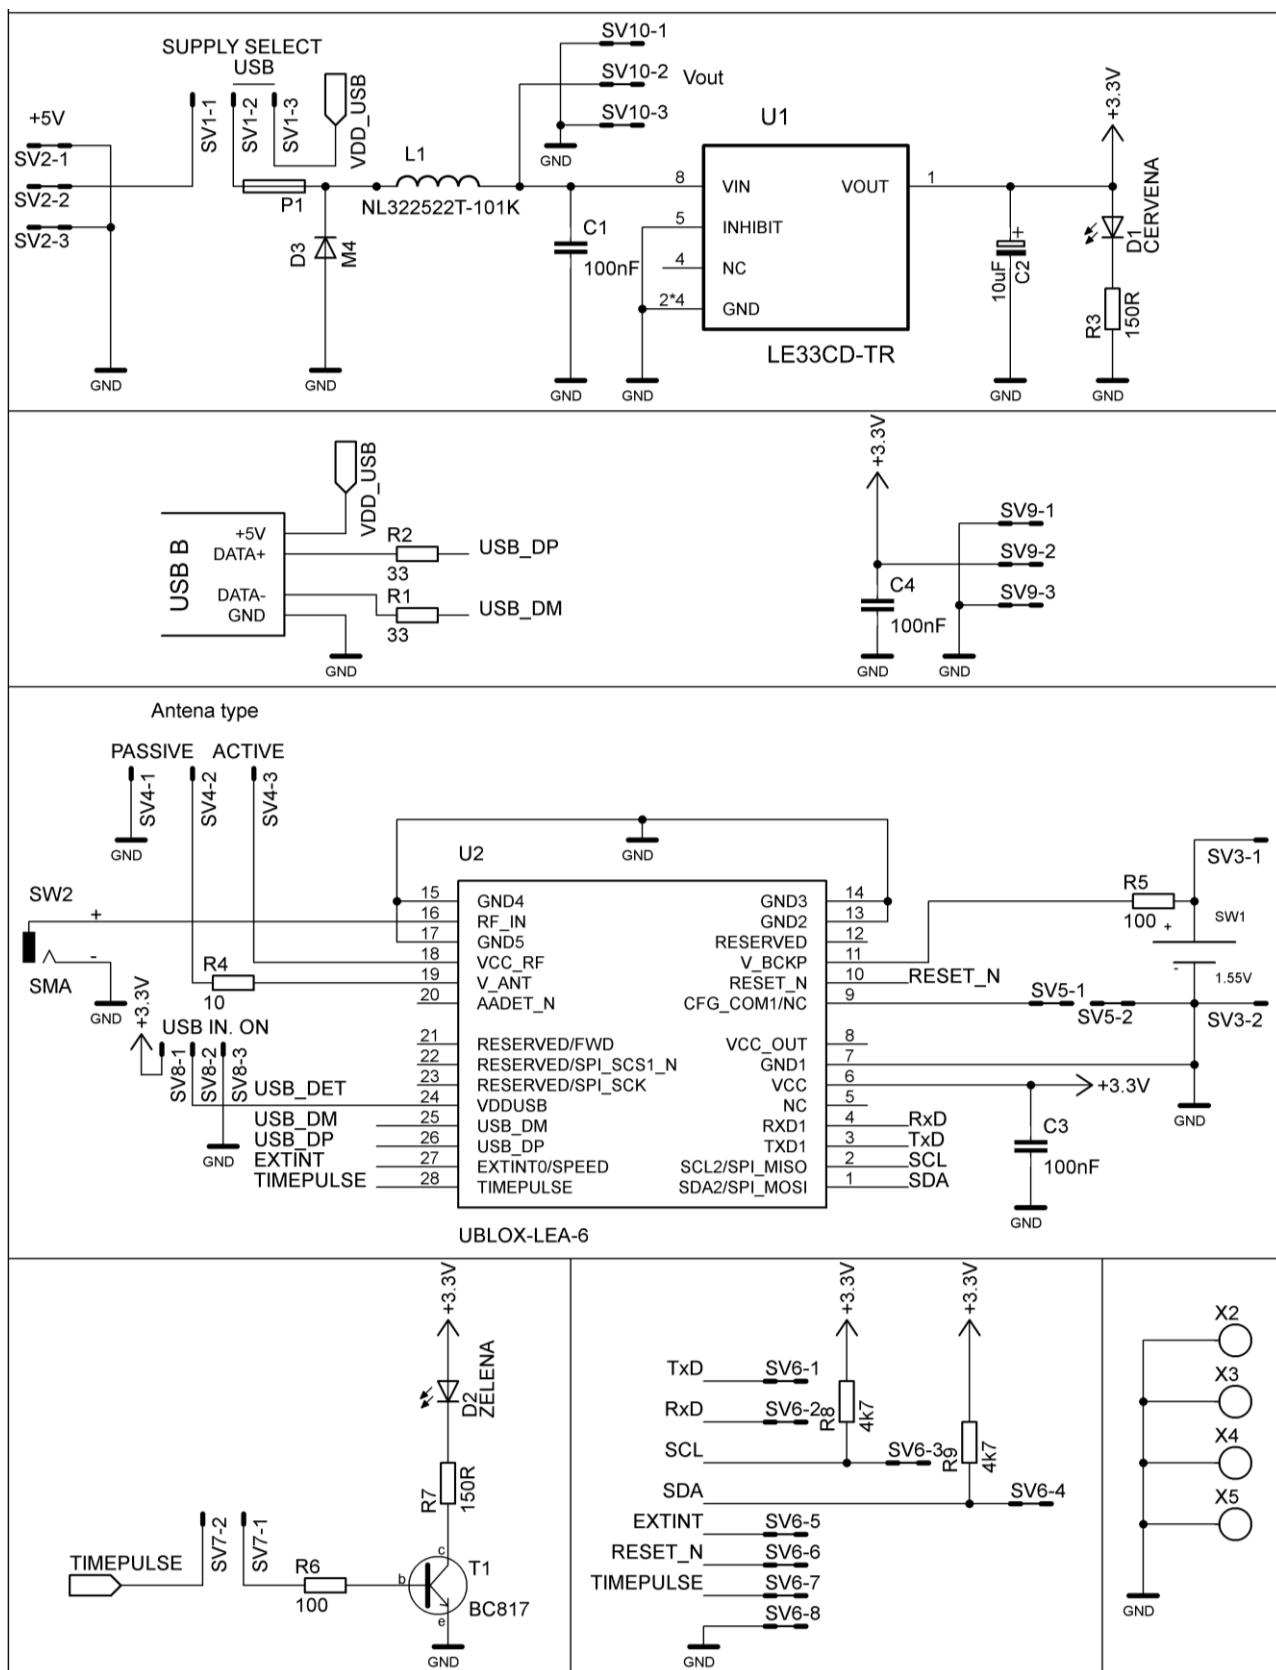 SUPPLY SELECT
USB
+5V
SV2-1
SV2-2
SV2-3
GND
SV1-1
SV1-2
SV1-3
VDD_USB
P1
D3
M4
GND
L1
NL322522T-101K
SV10-1
SV10-2
Vout
SV10-3
GND
C1
100nF
GND
U1
8
VIN
VOUT
1
5
INHIBIT
4
NC
2*4
GND
LE33CD-TR
GND
+3.3V
+
10uF
C2
GND
D1
CERVENA
R3
150R
GND
VDD_USB
USB B
+5V
DATA+
DATA-
GND
R2
33
USB_DP
R1
33
USB_DM
GND
+3.3V
C4
100nF
GND
SV9-1
SV9-2
SV9-3
GND
Antena type
PASSIVE
ACTIVE
SV4-1
SV4-2
SV4-3
GND
SW2
+
-
SMA
GND
R4
10
+3.3V
USB IN. ON
SV8-1
SV8-2
SV8-3
GND
USB_DET
USB_DM
USB_DP
EXTINT
TIMEPULSE
GND
U2
15
GND4
GND3
14
16
RF_IN
GND2
13
17
GND5
RESERVED
12
18
VCC_RF
V_BCKP
11
19
V_ANT
RESET_N
10
RESET_N
20
AADET_N
CFG_COM1/NC
9
21
RESERVED/FWD
VCC_OUT
8
22
RESERVED/SPI_SCS1_N
GND1
7
23
RESERVED/SPI_SCK
VCC
6
24
VDDUSB
NC
5
25
USB_DM
RXD1
4
RxD
26
USB_DP
TXD1
3
TxD
27
EXTINT0/SPEED
SCL2/SPI_MISO
2
SCL
28
TIMEPULSE
SDA2/SPI_MOSI
1
SDA
UBLOX-LEA-6
R5
100
SV3-1
SW1
+
-
1.55V
SV5-1
SV5-2
SV3-2
+3.3V
GND
C3
100nF
GND
+3.3V
D2
ZELENA
R7
150R
TIMEPULSE
SV7-2
SV7-1
R6
100
c
b
e
T1
BC817
GND
+3.3V
+3.3V
TxD
SV6-1
RxD
SV6-2
R8
4k7
SCL
SV6-3
R9
4k7
SDA
SV6-4
EXTINT
SV6-5
RESET_N
SV6-6
TIMEPULSE
SV6-7
SV6-8
GND
X2
X3
X4
X5
GND